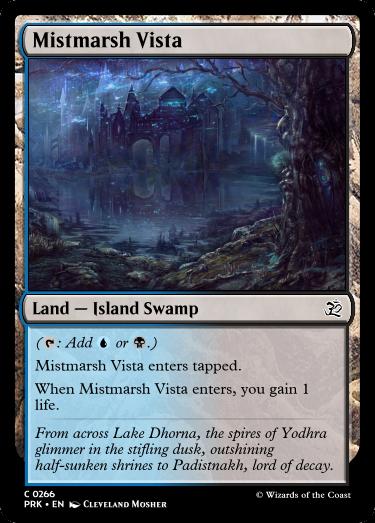 Mistmarsh Vista
Land — Island Swamp
(: Add or .)
Mistmarsh Vista enters tapped.
When Mistmarsh Vista enters, you gain 1
life.
From across Lake Dhorna, the spires of Yodhra
glimmer in the stifling dusk, outshining
half-sunken shrines to Padistnakh, lord of decay.
C 0266
PRK • EN Cleveland Mosher
© Wizards of the Coast